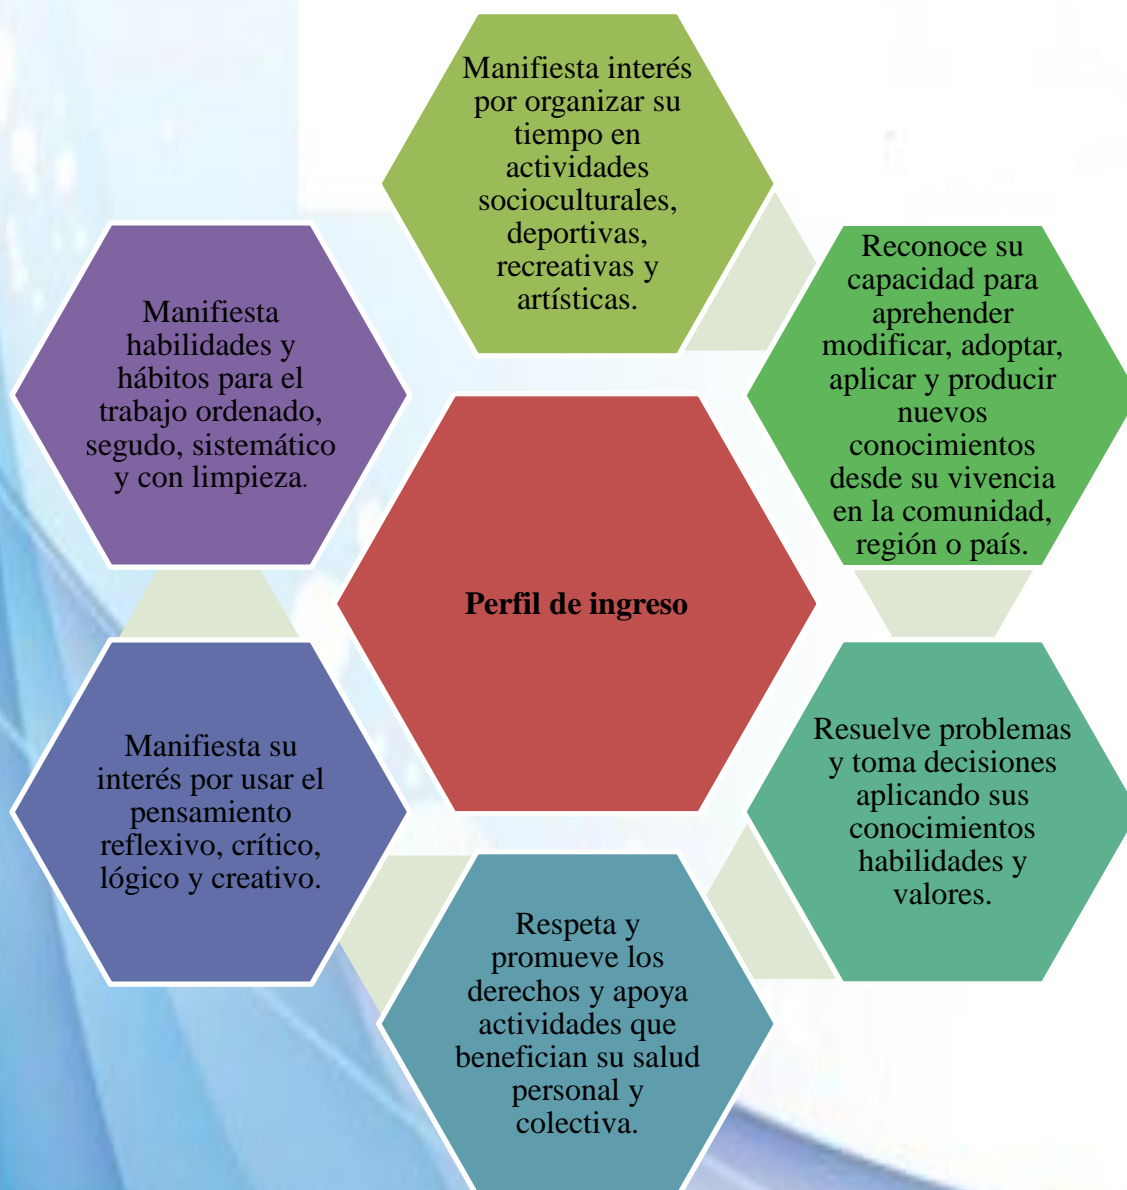 Manifiesta interés
por organizar su
tiempo en
actividades
socioculturales,
deportivas,
recreativas y
artísticas.
Reconoce su
capacidad para
aprehender
modificar, adoptar,
aplicar y producir
nuevos
conocimientos
desde su vivencia
en la comunidad,
región o país.
Manifiesta
habilidades y
hábitos para el
trabajo ordenado,
segudo, sistemático
y con limpieza.
Perfil de ingreso
Resuelve problemas
y toma decisiones
aplicando sus
conocimientos
habilidades y
valores.
Manifiesta su
interés por usar el
pensamiento
reflexivo, crítico,
lógico y creativo.
Respeta y
promueve los
derechos y apoya
actividades que
benefician su salud
personal y
colectiva.